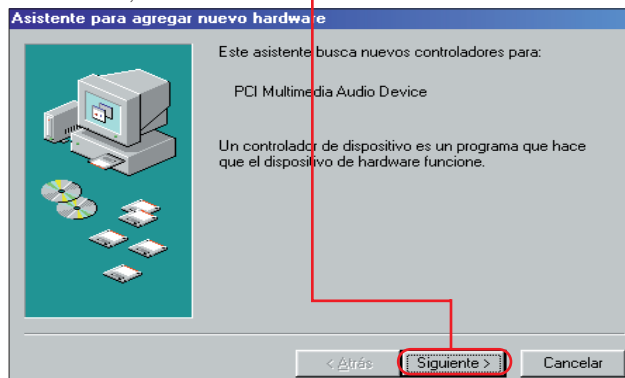 Asistente para agregar nuevo hardware
Este asistente busca nuevos controladores para:
PCI Multimedia Audio Device
Un controlador de dispositivo es un programa que hace
que el dispositivo de hardware funcione.
< Atrás
Siguiente >
Cancelar